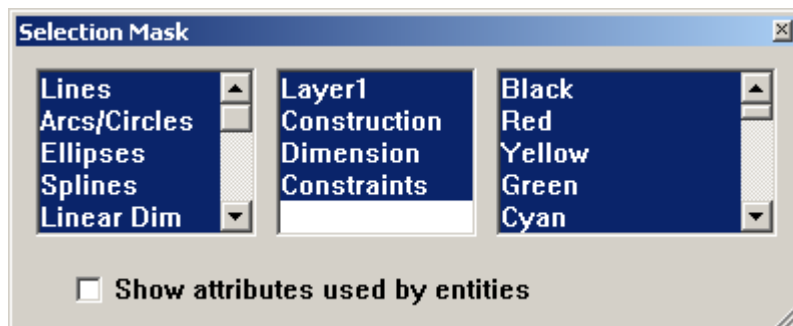 Selection Mask
Lines
Arcs/Circles
Ellipses
Splines
Linear Dim
Layer1
Construction
Dimension
Constraints
Black
Red
Yellow
Green
Cyan
Show attributes used by entities